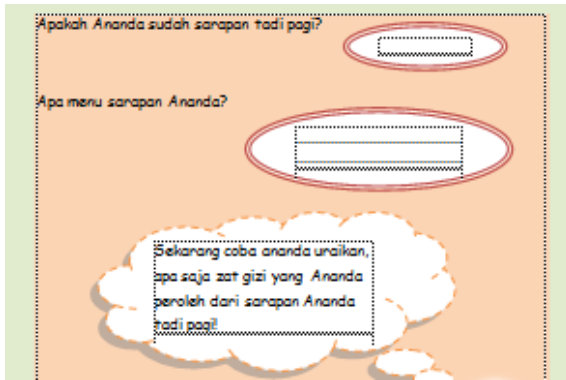 Apakah Ananda sudah sarapan tadi pagi?
Apa menu sarapan Ananda?
Sekarang coba ananda uraikan,
apa saja zat gizi yang Ananda
peroleh dari sarapan Ananda
tadi pagi!